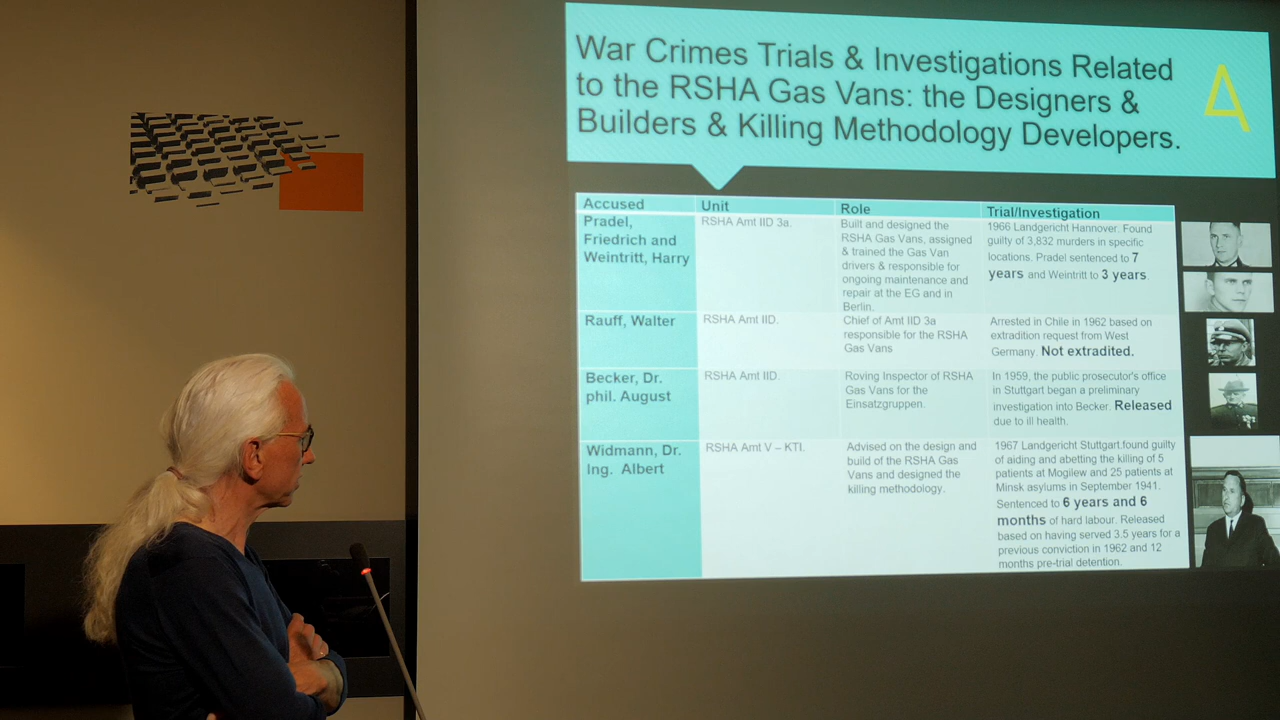 War Crimes Trials & Investigations Related
to the RSHA Gas Vans: the Designers &
Builders & Killing Methodology Developers.
Accused
Unit
Role
Trial/Investigation
Pradel,
Friedrich and
Weintritt, Harry
RSHA Amt IID 3a.
Built and designed the
RSHA Gas Vans, assigned
& trained the Gas Van
drivers & responsible for
ongoing maintenance and
repair at the EG and in
Berlin.
1966 Landgericht Hannover. Found
guilty of 3,832 murders in specific
locations. Pradel sentenced to 7
years and Weintritt to 3 years.
Rauff, Walter
RSHA Amt IID.
Chief of Amt IID 3a
responsible for the RSHA
Gas Vans
Arrested in Chile in 1962 based on
extradition request from West
Germany. Not extradited.
Becker, Dr.
phil. August
RSHA Amt IID.
Roving Inspector of RSHA
Gas Vans for the
Einsatzgruppen.
In 1959, the public prosecutor's office
in Stuttgart began a preliminary
investigation into Becker. Released
due to ill health.
Widmann, Dr.
Ing. Albert
RSHA Amt V – KTI.
Advised on the design and
build of the RSHA Gas
Vans and designed the
killing methodology.
1967 Landgericht Stuttgart.found guilty
of aiding and abetting the killing of 5
patients at Mogilew and 25 patients at
Minsk asylums in September 1941.
Sentenced to 6 years and 6
months of hard labour. Released
based on having served 3.5 years for a
previous conviction in 1962 and 12
months pre-trial detention.